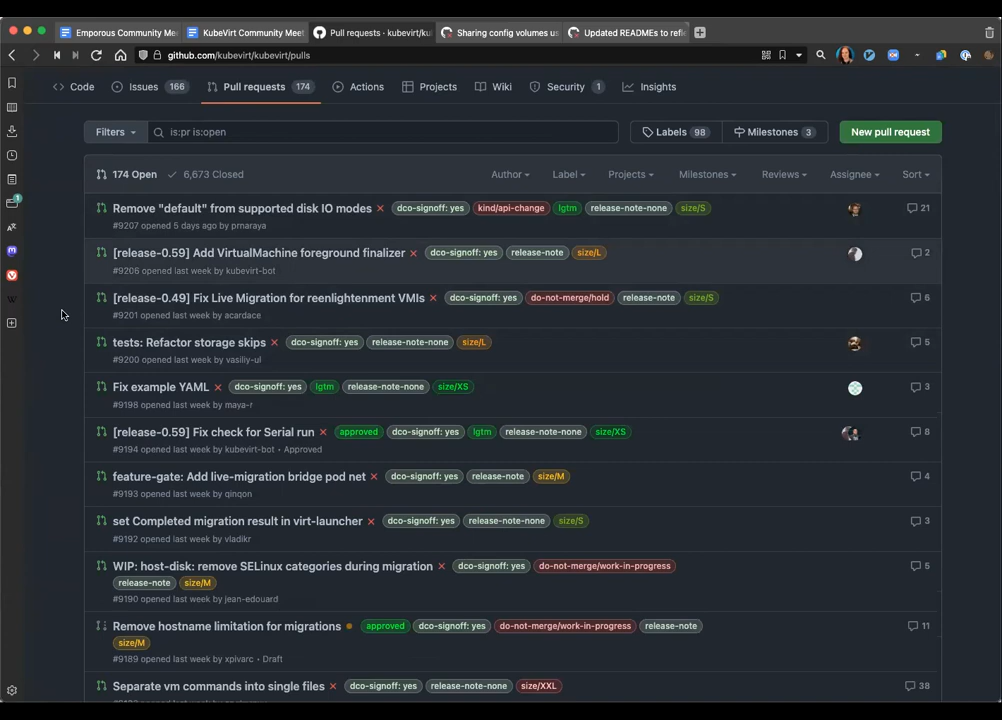 Emporous Community Me
KubeVirt Community Meet
Pull requests · kubevirt/ku
Sharing config volumes us
Updated READMEs to refle
github.com/kubevirt/kubevirt/pulls
1
Code
Issues 166
Pull requests 174
Actions
Projects
Wiki
Security 1
Insights
Filters
is:pr is:open
Labels 98
Milestones 3
New pull request
174 Open
6,673 Closed
Author
Label
Projects
Milestones
Reviews
Assignee
Sort
Remove "default" from supported disk IO modes dco-signoff: yes kind/api-change lgtm release-note-none size/S 21
#9207 opened 5 days ago by pmaraya
[release-0.59] Add VirtualMachine foreground finalizer dco-signoff: yes release-note size/L 2
#9206 opened last week by kubevirt-bot
[release-0.49] Fix Live Migration for reenlightenment VMIs dco-signoff: yes do-not-merge/hold release-note size/S 6
#9201 opened last week by acardace
tests: Refactor storage skips dco-signoff: yes release-note-none size/L 5
#9200 opened last week by vasiliy-ul
Fix example YAML dco-signoff: yes lgtm release-note-none size/XS 3
#9198 opened last week by maya-r
[release-0.59] Fix check for Serial run approved dco-signoff: yes lgtm release-note-none size/XS 8
#9194 opened last week by kubevirt-bot • Approved
feature-gate: Add live-migration bridge pod net dco-signoff: yes release-note size/M 4
#9193 opened last week by qinqon
set Completed migration result in virt-launcher dco-signoff: yes release-note-none size/S 3
#9192 opened last week by vladikr
WIP: host-disk: remove SELinux categories during migration dco-signoff: yes do-not-merge/work-in-progress 5
release-note size/M
#9190 opened last week by jean-edouard
Remove hostname limitation for migrations approved dco-signoff: yes do-not-merge/work-in-progress release-note 11
size/M
#9189 opened last week by xpivarc • Draft
Separate vm commands into single files dco-signoff: yes release-note-none size/XXL 38